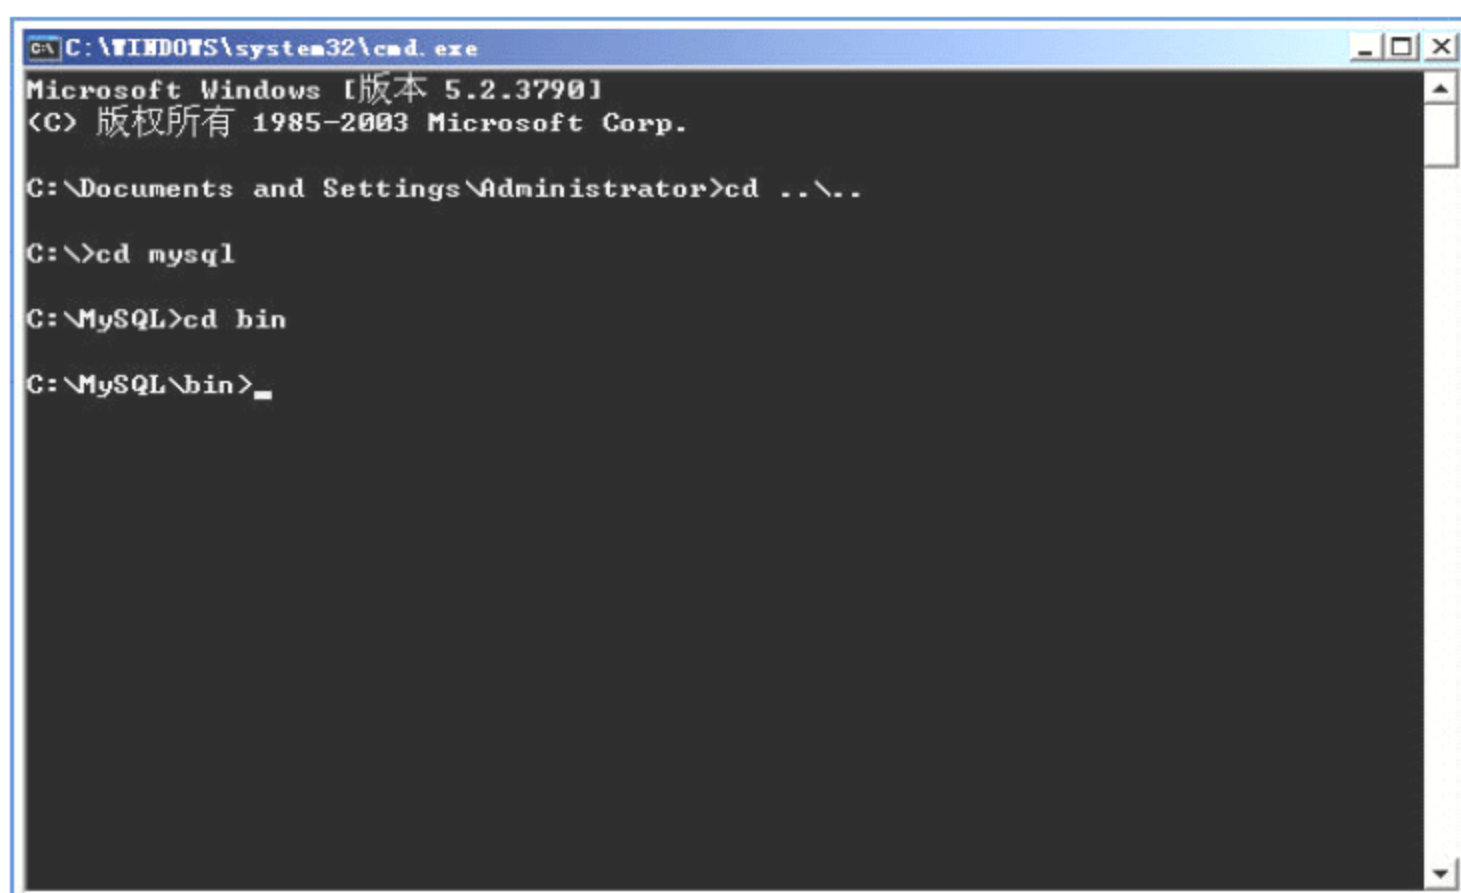 C:\WINDOWS\system32\cmd.exe
Microsoft Windows [版本 5.2.3790]
(C) 版权所有 1985-2003 Microsoft Corp.
C:\Documents and Settings\Administrator>cd ..\..
C:\>cd mysql
C:\MySQL>cd bin
C:\MySQL\bin>_